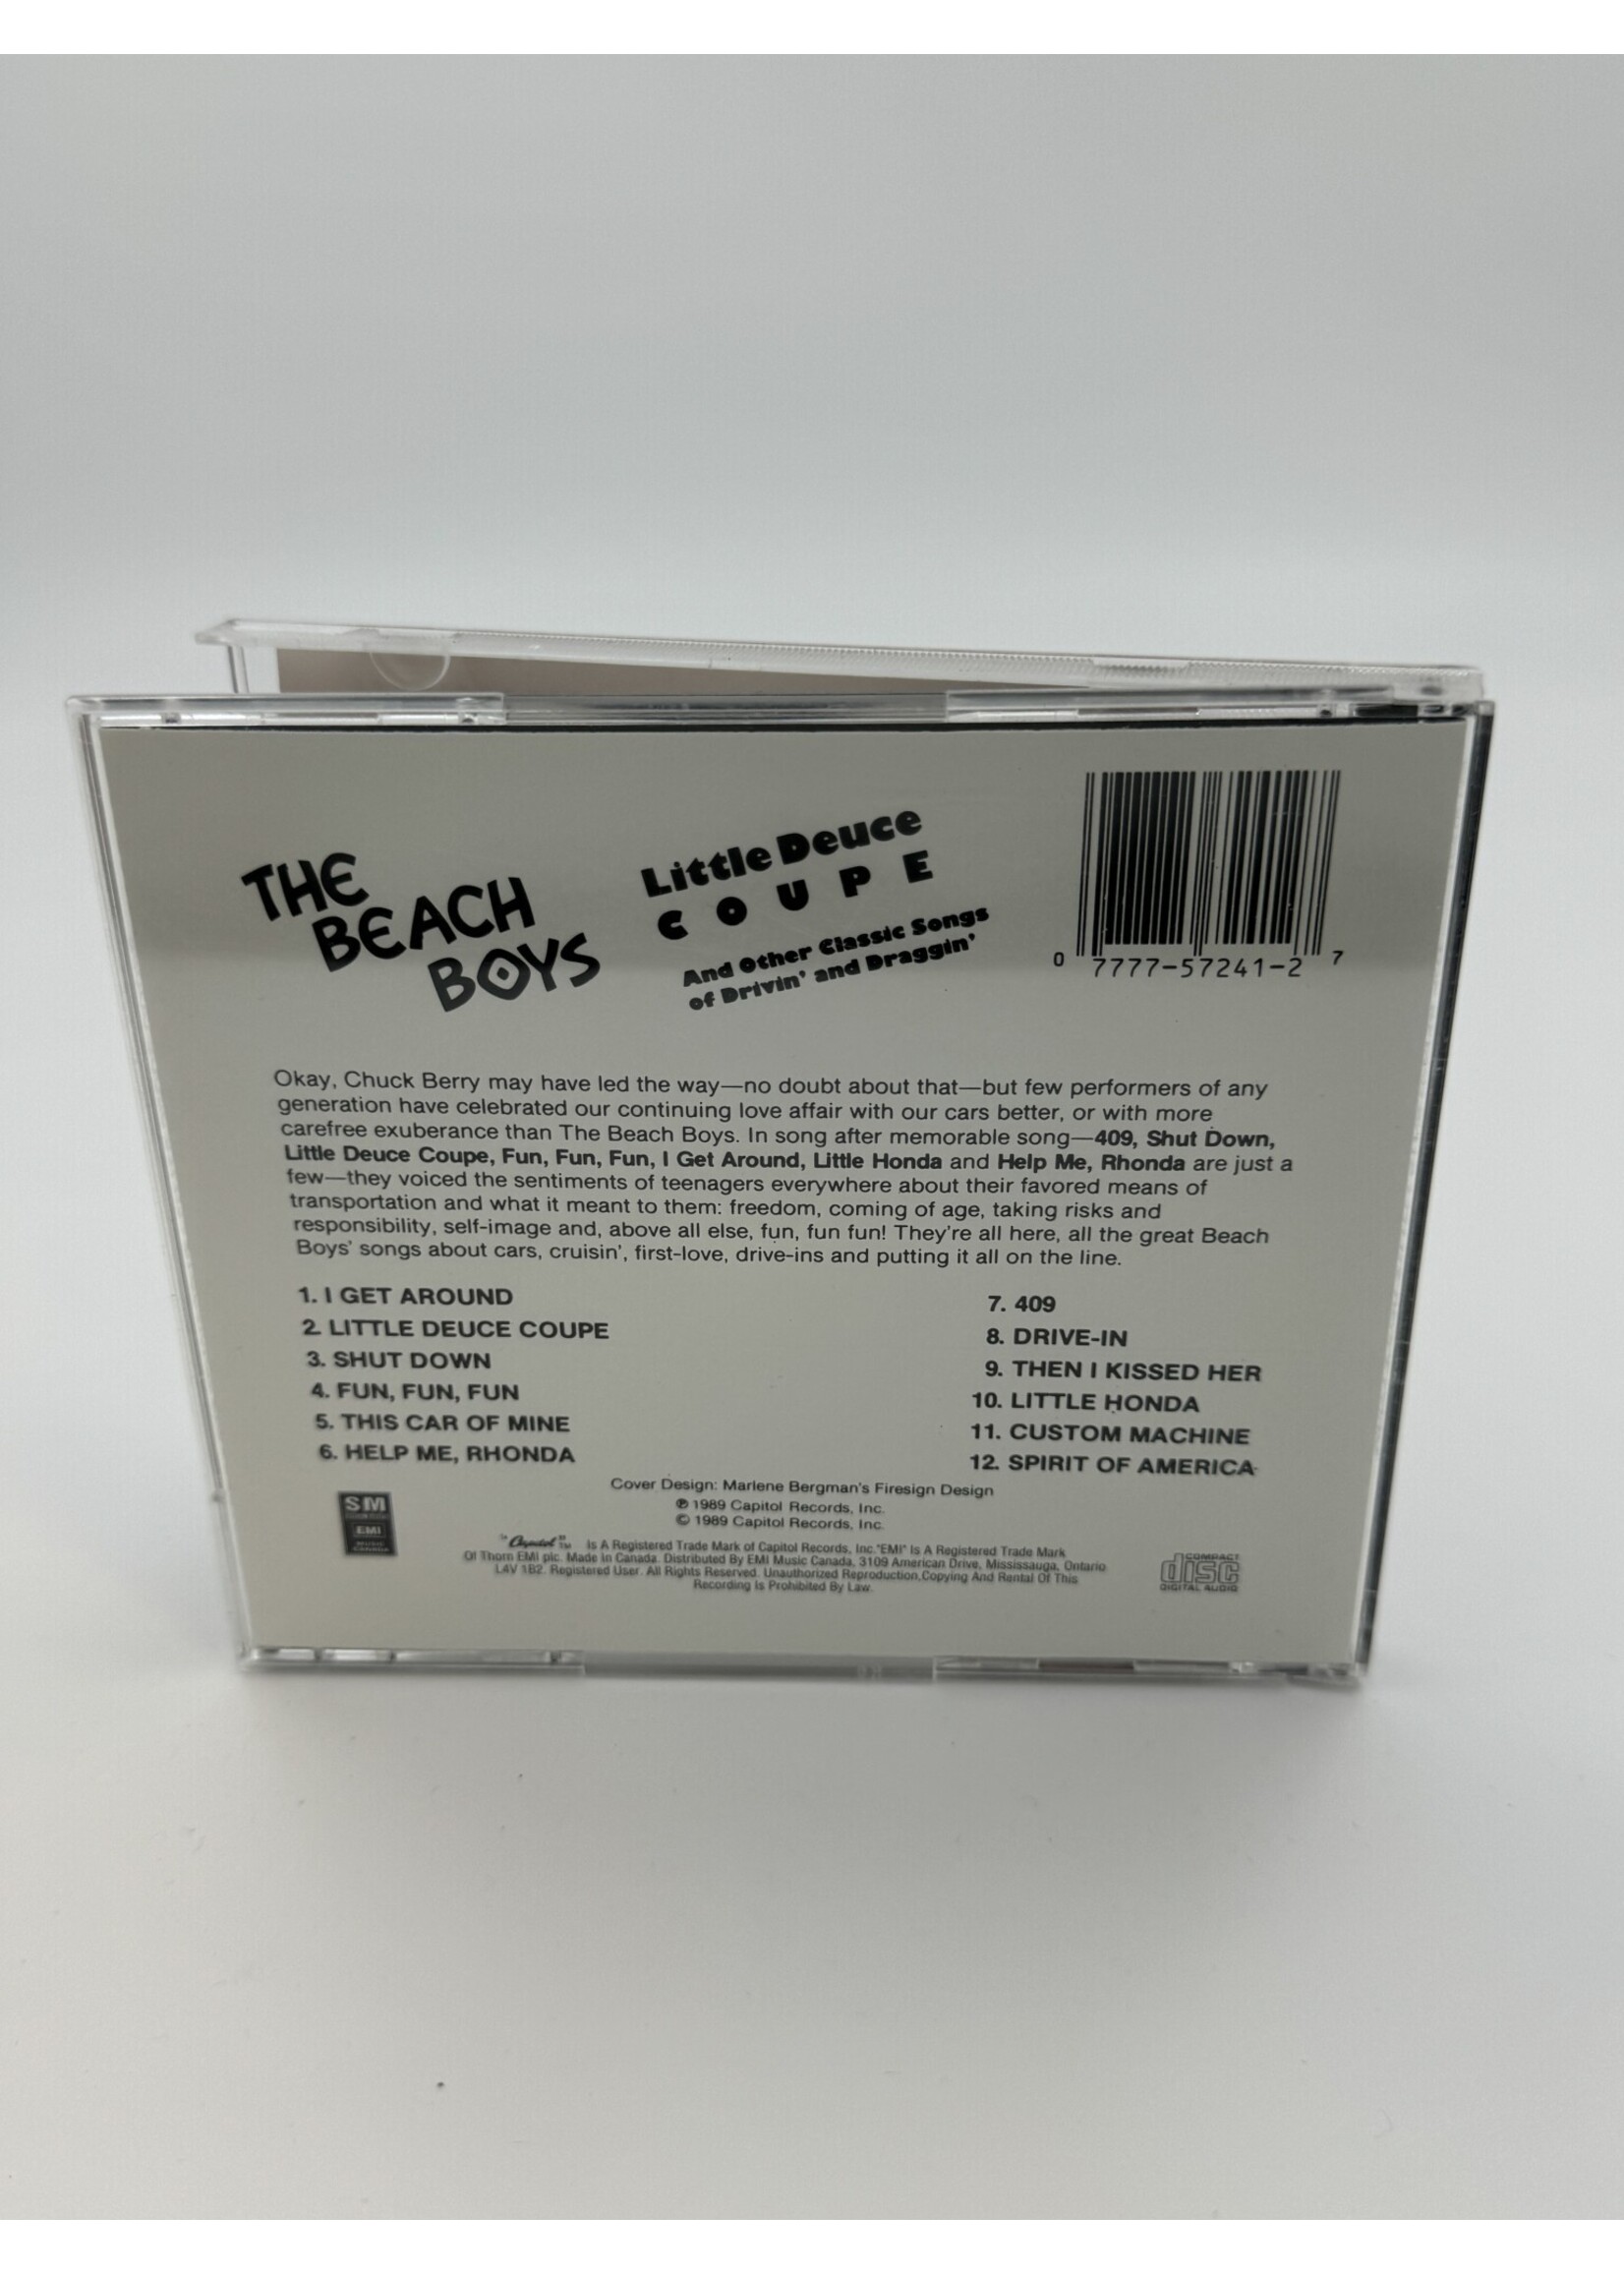 THE
BEACH
BOYS
Little Deuce
COUPE
And Other Classic Songs
of Drivin' and Draggin'
0 7777-57241-2 7
Okay, Chuck Berry may have led the way—no doubt about that—but few performers of any
generation have celebrated our continuing love affair with our cars better, or with more
carefree exuberance than The Beach Boys. In song after memorable song—409, Shut Down,
Little Deuce Coupe, Fun, Fun, Fun, I Get Around, Little Honda and Help Me, Rhonda are just a
few—they voiced the sentiments of teenagers everywhere about their favored means of
transportation and what it meant to them: freedom, coming of age, taking risks and
responsibility, self-image and, above all else, fun, fun fun! They're all here, all the great Beach
Boys' songs about cars, cruisin', first-love, drive-ins and putting it all on the line.
1. I GET AROUND
2. LITTLE DEUCE COUPE
3. SHUT DOWN
4. FUN, FUN, FUN
5. THIS CAR OF MINE
6. HELP ME, RHONDA
7. 409
8. DRIVE-IN
9. THEN I KISSED HER
10. LITTLE HONDA
11. CUSTOM MACHINE
12. SPIRIT OF AMERICA
Cover Design: Marlene Bergman's Firesign Design
℗ 1989 Capitol Records, Inc.
© 1989 Capitol Records, Inc.
SM
EMI
MUSIC
CANADA
"Capitol"™ Is A Registered Trade Mark of Capitol Records, Inc. "EMI" Is A Registered Trade Mark
Of Thorn EMI plc. Made In Canada. Distributed By EMI Music Canada, 3109 American Drive, Mississauga, Ontario
L4V 1B2. Registered User. All Rights Reserved. Unauthorized Reproduction,Copying And Rental Of This
Recording Is Prohibited By Law.
COMPACT
disc
DIGITAL AUDIO